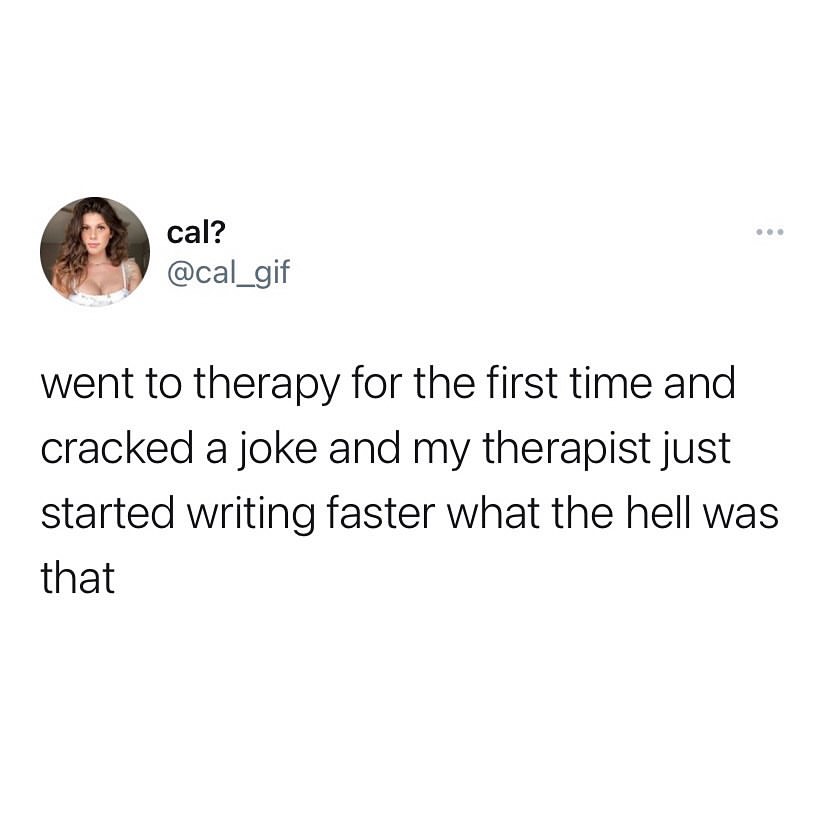 cal?
@cal_gif
went to therapy for the first time and
cracked a joke and my therapist just
started writing faster what the hell was
that